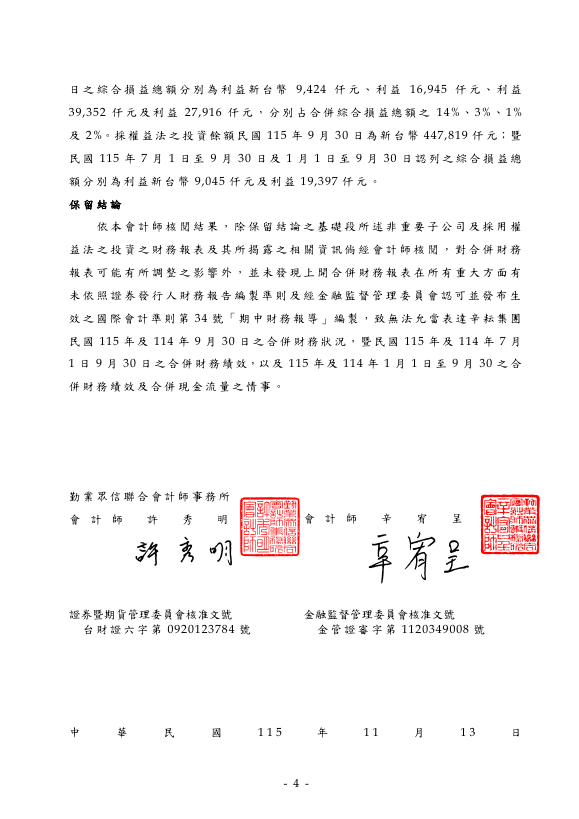 日之綜合損益總額分別為利益新台幣 9,424 仟元、利益 16,945 仟元、利益
39,352 仟元及利益 27,916 仟元，分別占合併綜合損益總額之 14%、3%、1%
及 2%。採權益法之投資餘額民國 115 年 9 月 30 日為新台幣 447,819 仟元；暨
民國 115 年 7 月 1 日至 9 月 30 日及 1 月 1 日至 9 月 30 日認列之綜合損益總
額分別為利益新台幣 9,045 仟元及利益 19,397 仟元。
保留結論
依本會計師核閱結果，除保留結論之基礎段所述非重要子公司及採用權
益法之投資之財務報表及其所揭露之相關資訊倘經會計師核閱，對合併財務
報表可能有所調整之影響外，並未發現上開合併財務報表在所有重大方面有
未依照證券發行人財務報告編製準則及經金融監督管理委員會認可並發布生
效之國際會計準則第 34 號「期中財務報導」編製，致無法允當表達辛耘集團
民國 115 年及 114 年 9 月 30 日之合併財務狀況，暨民國 115 年及 114 年 7 月
1 日至 9 月 30 日之合併財務績效，以及 115 年及 114 年 1 月 1 日至 9 月 30 之合
併財務績效及合併現金流量之情事。
勤業眾信聯合會計師事務所
會計師 許秀明 會計師 辛宥呈
許秀明 辛宥呈
證券暨期貨管理委員會核准文號 金融監督管理委員會核准文號
台財證六字第 0920123784 號 金管證審字第 1120349008 號
中華民國 115 年 11 月 13 日
- 4 -